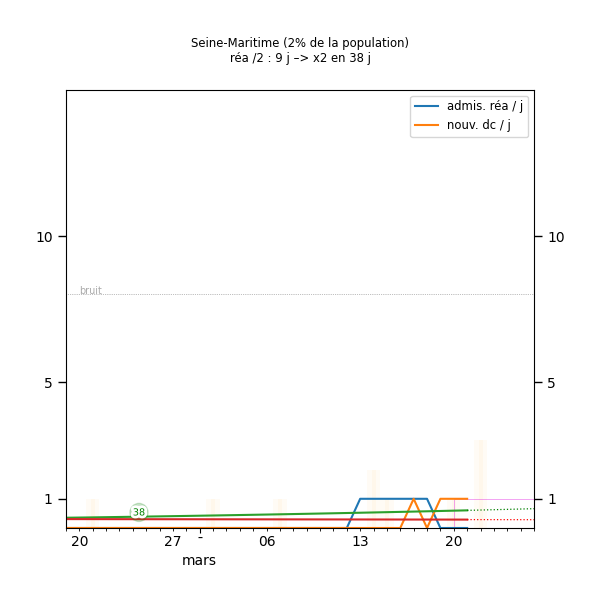 Seine-Maritime (2% de la population)
réa /2 : 9 j –> x2 en 38 j
admis. réa / j
nouv. dc / j
10
10
bruit
5
5
38
1
1
20
27
-
06
13
20
mars